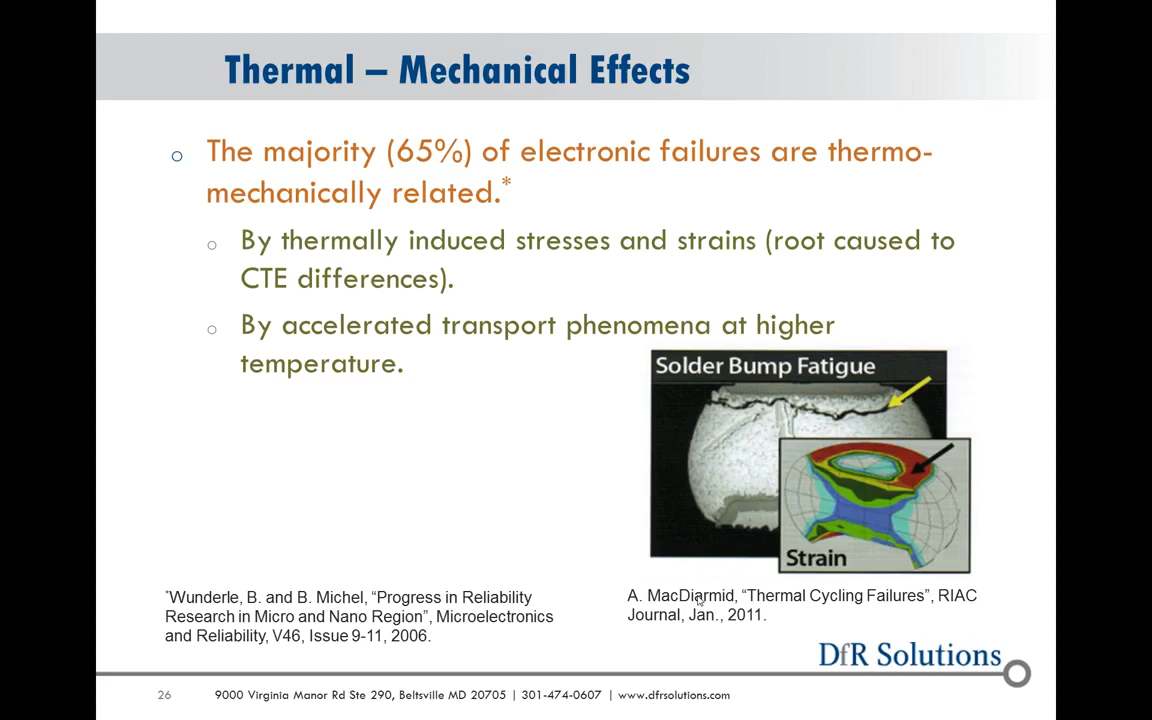 Thermal – Mechanical Effects
o The majority (65%) of electronic failures are thermo-
mechanically related.*
o By thermally induced stresses and strains (root caused to
CTE differences).
o By accelerated transport phenomena at higher
temperature.
Solder Bump Fatigue
Strain
*Wunderle, B. and B. Michel, “Progress in Reliability
Research in Micro and Nano Region”, Microelectronics
and Reliability, V46, Issue 9-11, 2006.
A. MacDiarmid, “Thermal Cycling Failures”, RIAC
Journal, Jan., 2011.
DfR Solutions
26 9000 Virginia Manor Rd Ste 290, Beltsville MD 20705 | 301-474-0607 | www.dfrsolutions.com